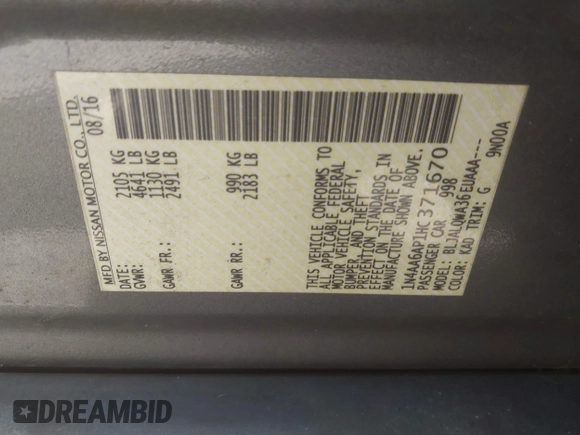 MFD BY NISSAN MOTOR CO., LTD.
DATE: 08/16
GVWR: 2105 KG
4641 LB
GAWR FR.: 1130 KG
2491 LB
GAWR RR.: 990 KG
2183 LB
THIS VEHICLE CONFORMS TO
ALL APPLICABLE FEDERAL
MOTOR VEHICLE SAFETY,
BUMPER AND THEFT
PREVENTION STANDARDS IN
EFFECT ON THE DATE OF
MANUFACTURE SHOWN ABOVE.
1N4AA6AP1HC371670
PASSENGER CAR 998
MODEL: BLJALQWA36EUAAA---
COLOR: KAD TRIM: G 9N00A
DREAMBID